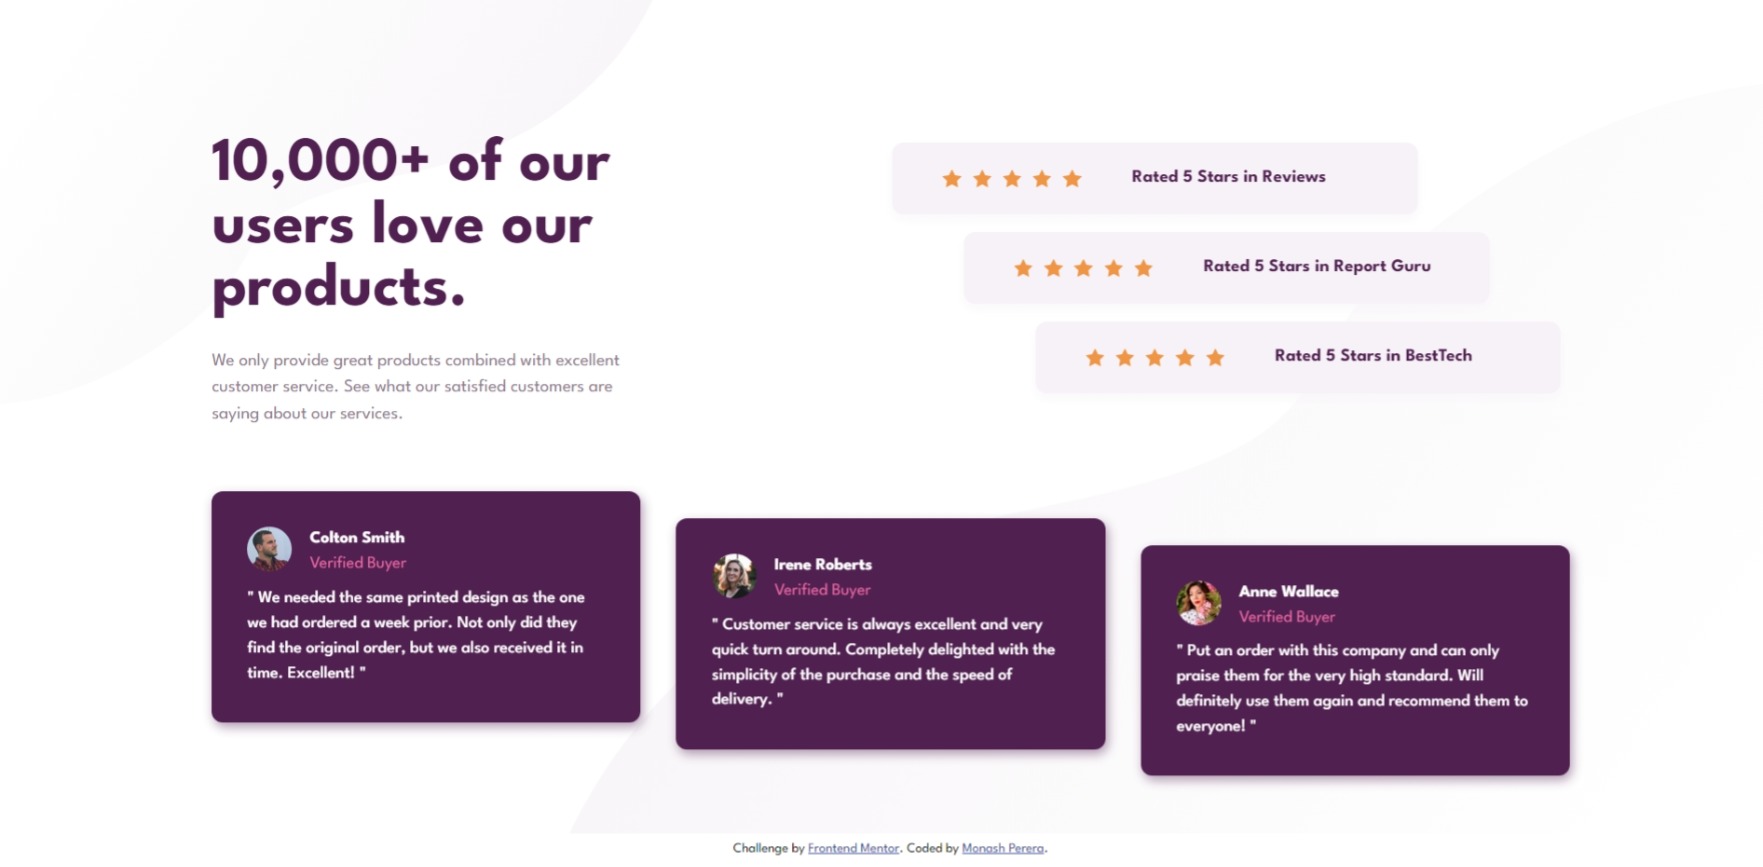 10,000+ of our
users love our
products.
We only provide great products combined with excellent
customer service. See what our satisfied customers are
saying about our services.
Rated 5 Stars in Reviews
Rated 5 Stars in Report Guru
Rated 5 Stars in BestTech
Colton Smith
Verified Buyer
" We needed the same printed design as the one
we had ordered a week prior. Not only did they
find the original order, but we also received it in
time. Excellent! "
Irene Roberts
Verified Buyer
" Customer service is always excellent and very
quick turn around. Completely delighted with the
simplicity of the purchase and the speed of
delivery. "
Anne Wallace
Verified Buyer
" Put an order with this company and can only
praise them for the very high standard. Will
definitely use them again and recommend them to
everyone! "
Challenge by Frontend Mentor. Coded by Monash Perera.